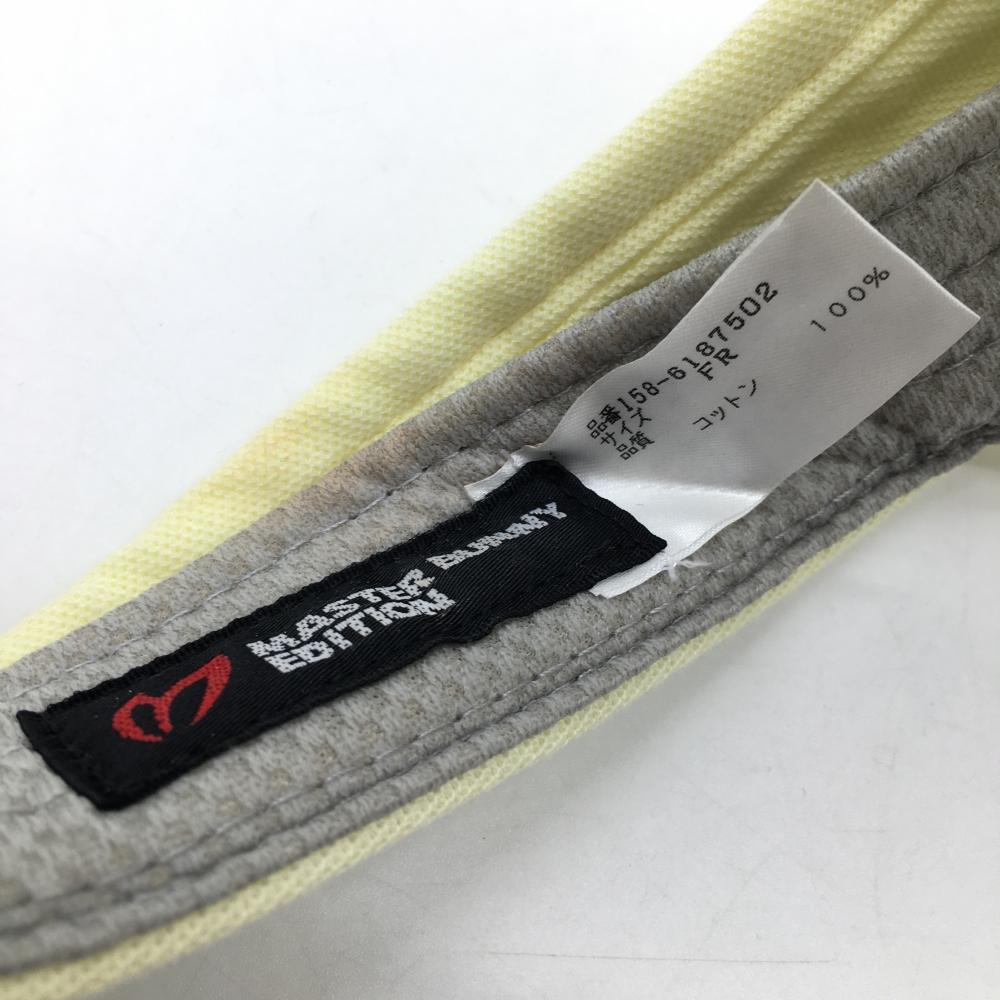 MASTER BUNNY
EDITION
品番158-6187502
サイズ FR
品質
コットン 100%